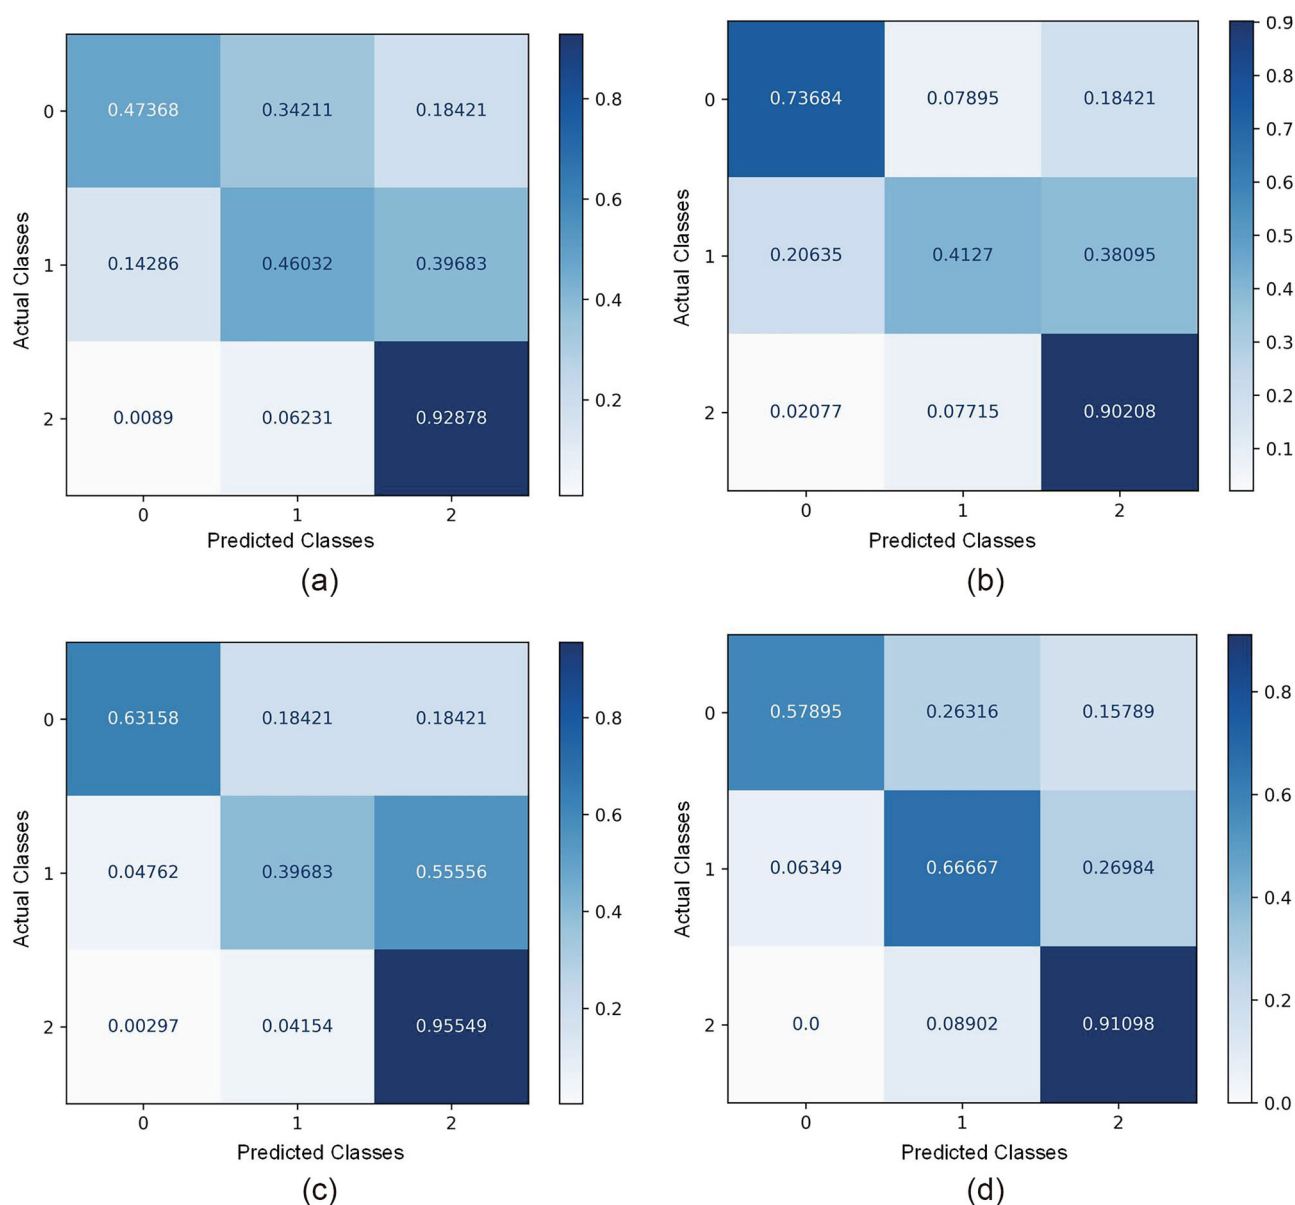 0
0.47368 0.34211 0.18421
1
0.14286 0.46032 0.39683
2
0.0089 0.06231 0.92878
0 1 2
Actual Classes
Predicted Classes
0.8
0.6
0.4
0.2
(a)
0
0.73684 0.07895 0.18421
1
0.20635 0.4127 0.38095
2
0.02077 0.07715 0.90208
0 1 2
Actual Classes
Predicted Classes
0.9
0.8
0.7
0.6
0.5
0.4
0.3
0.2
0.1
(b)
0
0.63158 0.18421 0.18421
1
0.04762 0.39683 0.55556
2
0.00297 0.04154 0.95549
0 1 2
Actual Classes
Predicted Classes
0.8
0.6
0.4
0.2
(c)
0
0.57895 0.26316 0.15789
1
0.06349 0.66667 0.26984
2
0.0 0.08902 0.91098
0 1 2
Actual Classes
Predicted Classes
0.8
0.6
0.4
0.2
0.0
(d)